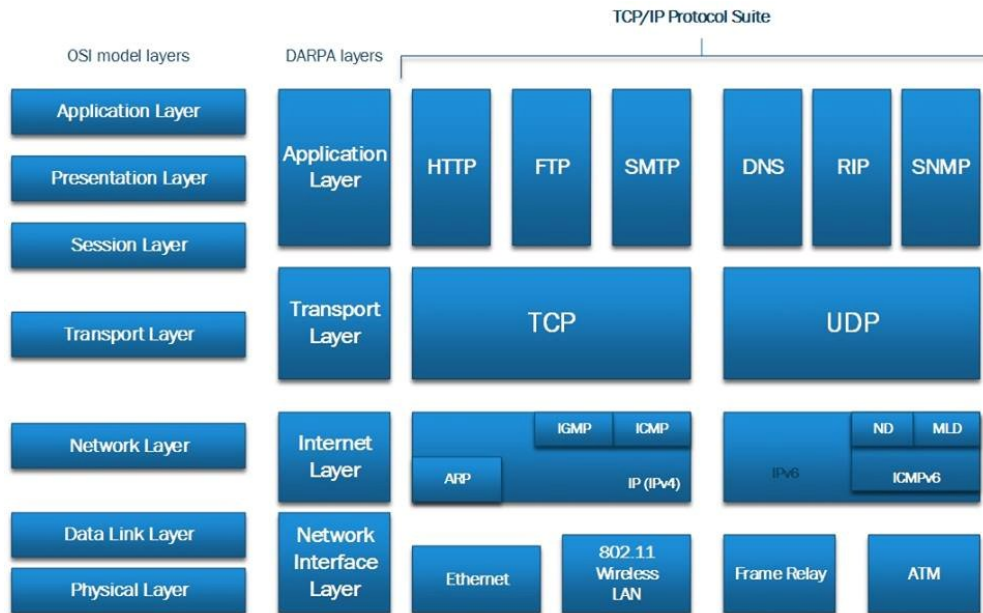 TCP/IP Protocol Suite
OSI model layers
DARPA layers
Application Layer
Presentation Layer
Session Layer
Transport Layer
Network Layer
Data Link Layer
Physical Layer
Application
Layer
Transport
Layer
Internet
Layer
Network
Interface
Layer
HTTP
FTP
SMTP
DNS
RIP
SNMP
TCP
UDP
IGMP
ICMP
ARP
IP (IPv4)
IPv6
ND
MLD
ICMPv6
Ethernet
802.11
Wireless
LAN
Frame Relay
ATM